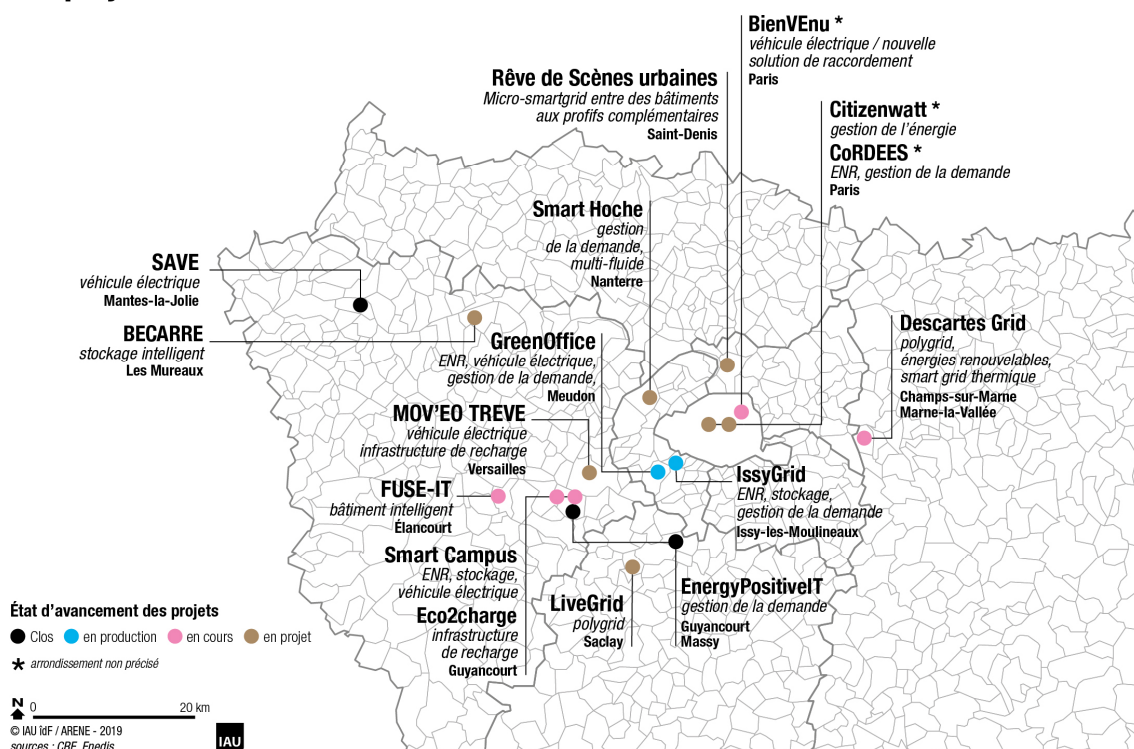 BienVEnu *
véhicule électrique / nouvelle
solution de raccordement
Paris
Rêve de Scènes urbaines
Micro-smartgrid entre des bâtiments
aux profifs complémentaires
Saint-Denis
Citizenwatt *
gestion de l'énergie
CoRDEES *
ENR, gestion de la demande
Paris
Smart Hoche
gestion
de la demande,
multi-fluide
Nanterre
SAVE
véhicule électrique
Mantes-la-Jolie
BECARRE
stockage intelligent
Les Mureaux
GreenOffice
ENR, véhicule électrique,
gestion de la demande,
Meudon
Descartes Grid
polygrid,
énergies renouvelables,
smart grid thermique
Champs-sur-Marne
Marne-la-Vallée
MOV'EO TREVE
véhicule électrique
infrastructure de recharge
Versailles
FUSE-IT
bâtiment intelligent
Élancourt
IssyGrid
ENR, stockage,
gestion de la demande
Issy-les-Moulineaux
Smart Campus
ENR, stockage,
véhicule électrique
Eco2charge
infrastructure
de recharge
Guyancourt
LiveGrid
polygrid
Saclay
EnergyPositiveIT
gestion de la demande
Guyancourt
Massy
État d'avancement des projets
Clos
en production
en cours
en projet
* arrondissement non précisé
N
0
20 km
© IAU îdF / ARENE - 2019
sources : CRE, Enedis
IAU